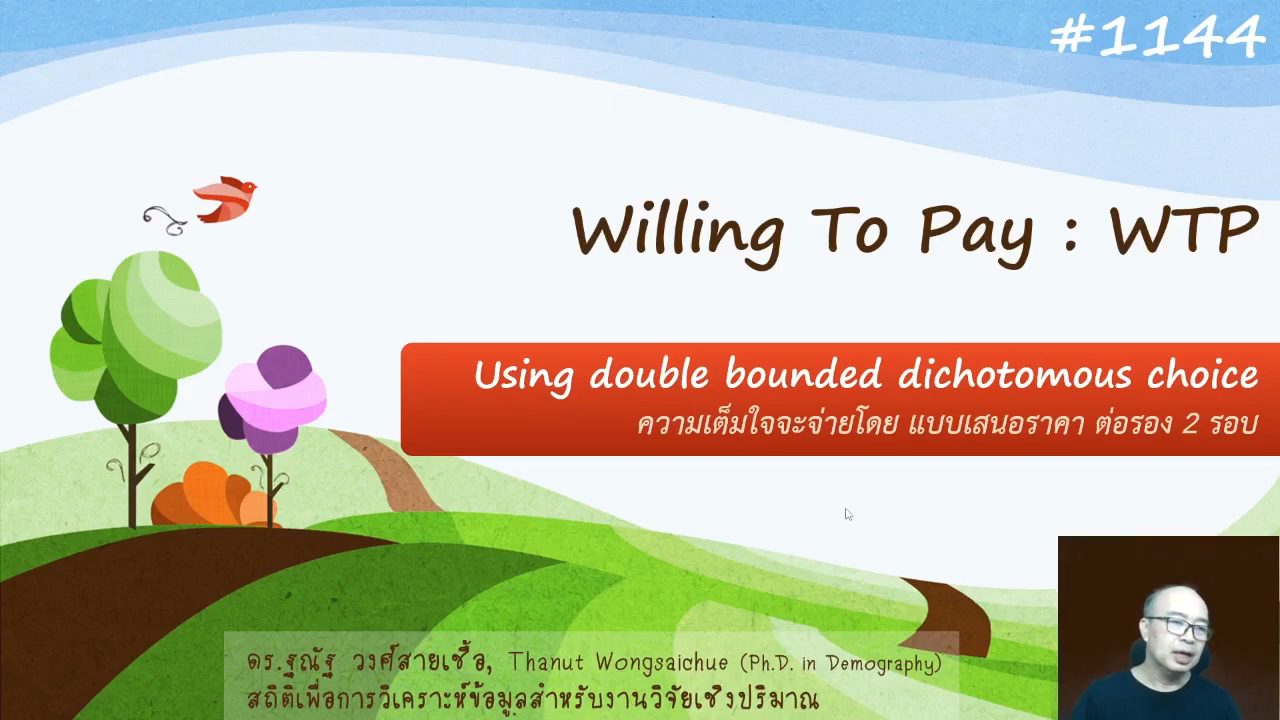 #1144
Willing To Pay : WTP
Using double bounded dichotomous choice
ความเต็มใจจะจ่ายโดย แบบเสนอราคา ต่อรอง 2 รอบ
ดร.ฐณัฐ วงศ์สายเชื้อ, Thanut Wongsaichue (Ph.D. in Demography)
สถิติเพื่อการวิเคราะห์ข้อมูลสำหรับงานวิจัยเชิงปริมาณ